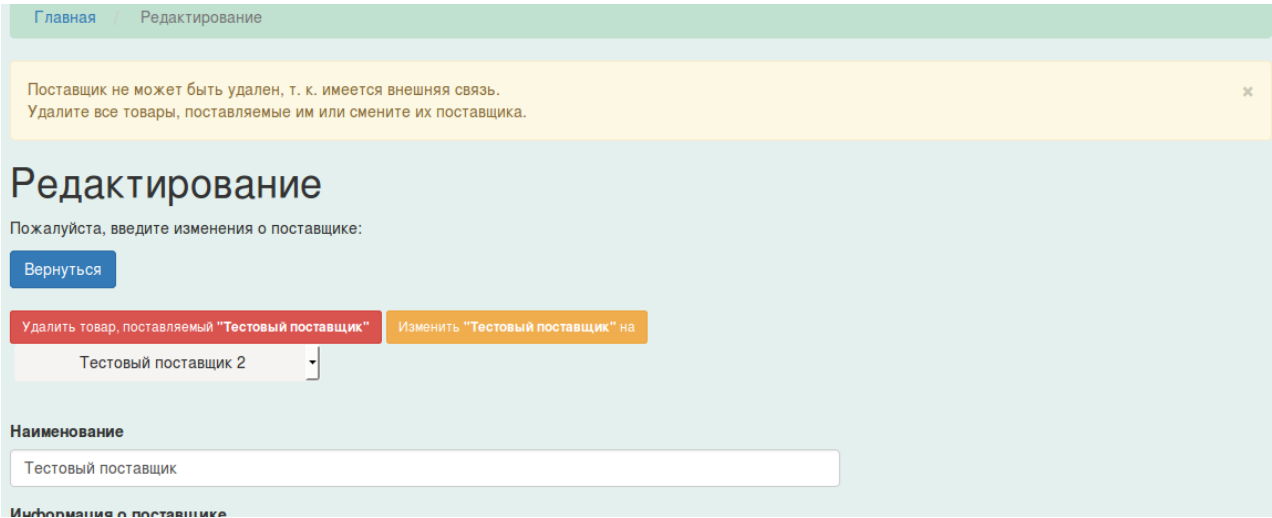 Главная / Редактирование
Поставщик не может быть удален, т. к. имеется внешняя связь.
Удалите все товары, поставляемые им или смените их поставщика.
×
Редактирование
Пожалуйста, введите изменения о поставщике:
Вернуться
Удалить товар, поставляемый "Тестовый поставщик" Изменить "Тестовый поставщик" на
Тестовый поставщик 2
Наименование
Тестовый поставщик
Информация о поставщике